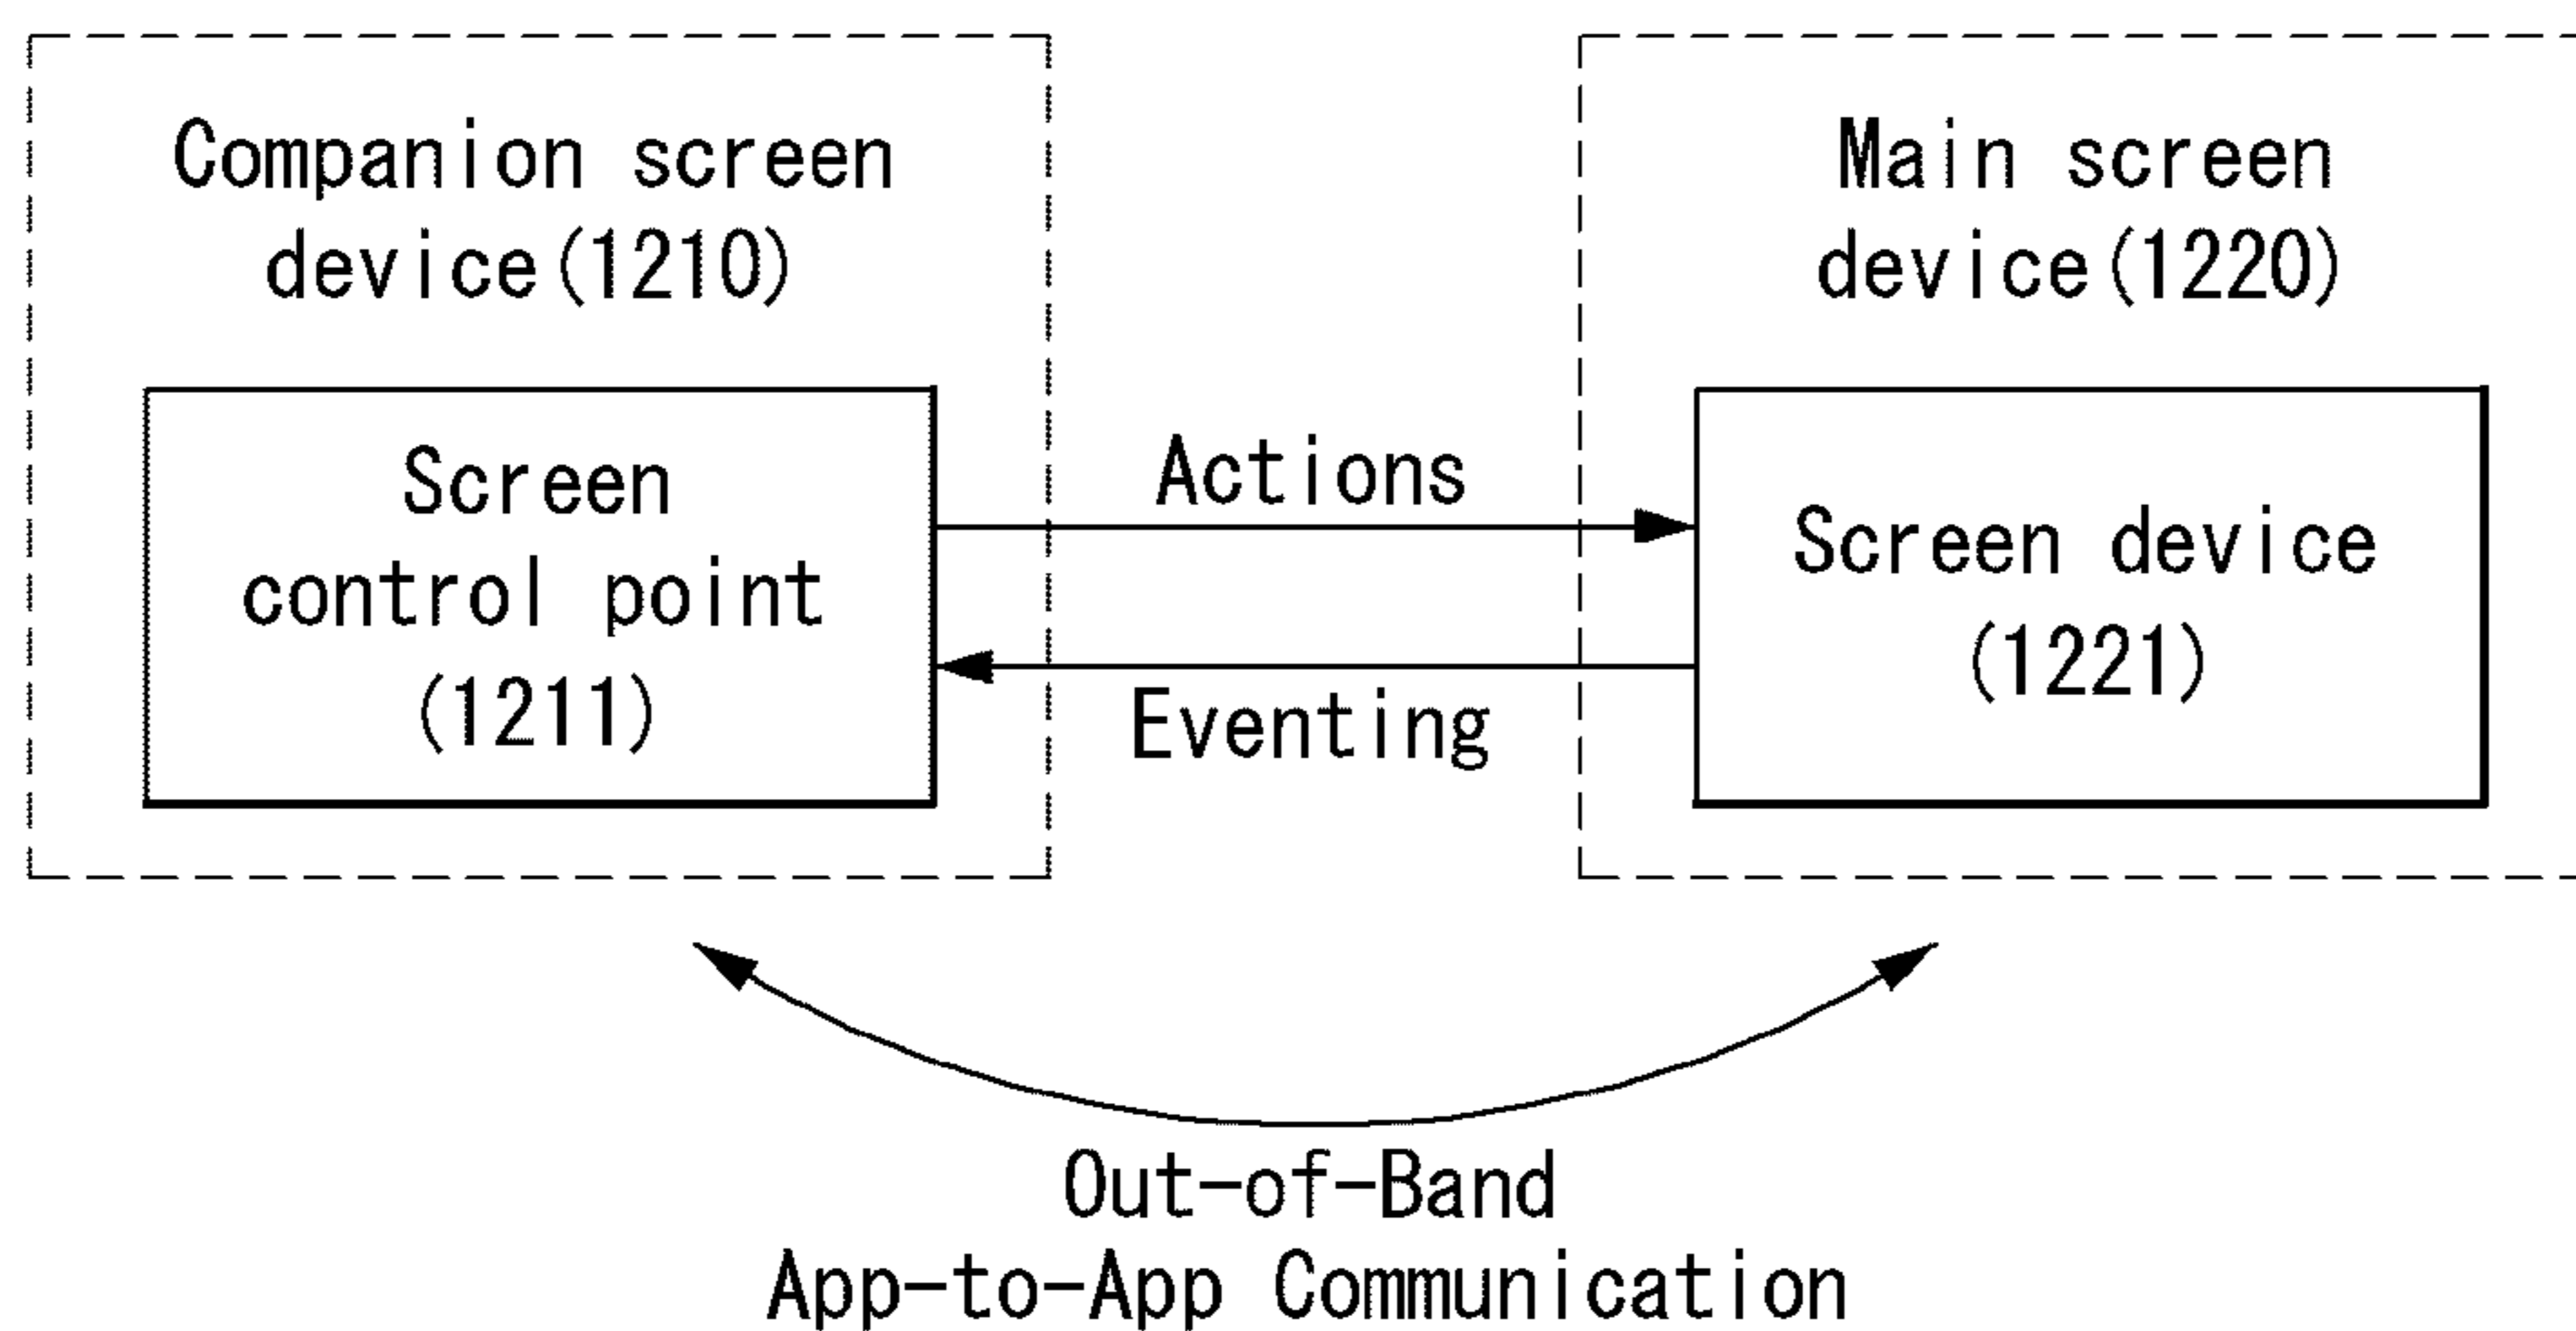 Companion screen
device(1210)
Main screen
device(1220)
Screen
control point
(1211)
Actions
Eventing
Screen device
(1221)
Out-of-Band
App-to-App Communication